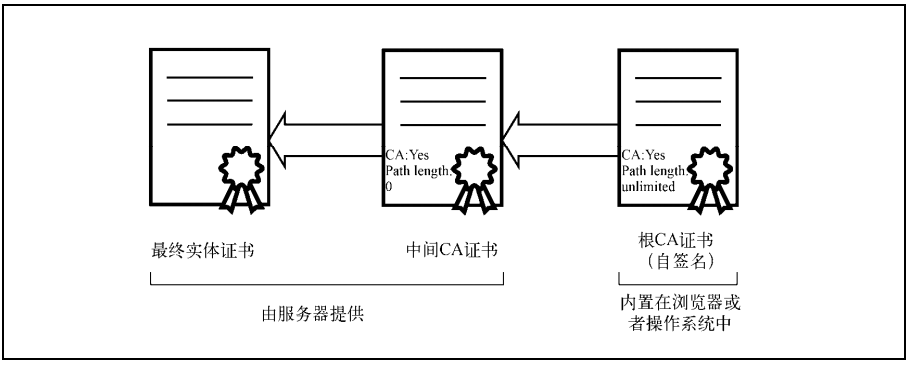 CA:Yes
Path length:
0
CA:Yes
Path length:
unlimited
最终实体证书
中间CA证书
根CA证书
（自签名）
由服务器提供
内置在浏览器或
者操作系统中